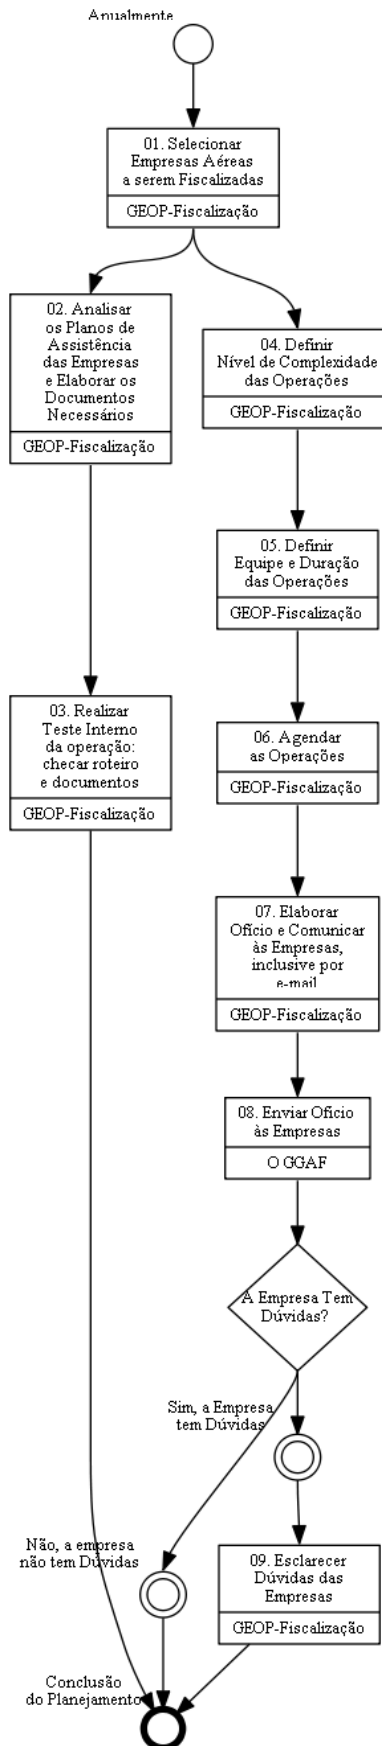 Anualmente
01. Selecionar
Empresas Aéreas
a serem Fiscalizadas
GEOP-Fiscalização
02. Analisar
os Planos de
Assistência
das Empresas
e Elaborar os
Documentos
Necessários
GEOP-Fiscalização
04. Definir
Nível de Complexidade
das Operações
GEOP-Fiscalização
05. Definir
Equipe e Duração
das Operações
GEOP-Fiscalização
03. Realizar
Teste Interno
da operação:
checar roteiro
e documentos
GEOP-Fiscalização
06. Agendar
as Operações
GEOP-Fiscalização
07. Elaborar
Ofício e Comunicar
às Empresas,
inclusive por
e-mail
GEOP-Fiscalização
08. Enviar Ofício
às Empresas
O GGAF
A Empresa Tem
Dúvidas?
Sim, a Empresa
tem Dúvidas
Não, a empresa
não tem Dúvidas
09. Esclarecer
Dúvidas das
Empresas
GEOP-Fiscalização
Conclusão
do Planejamento